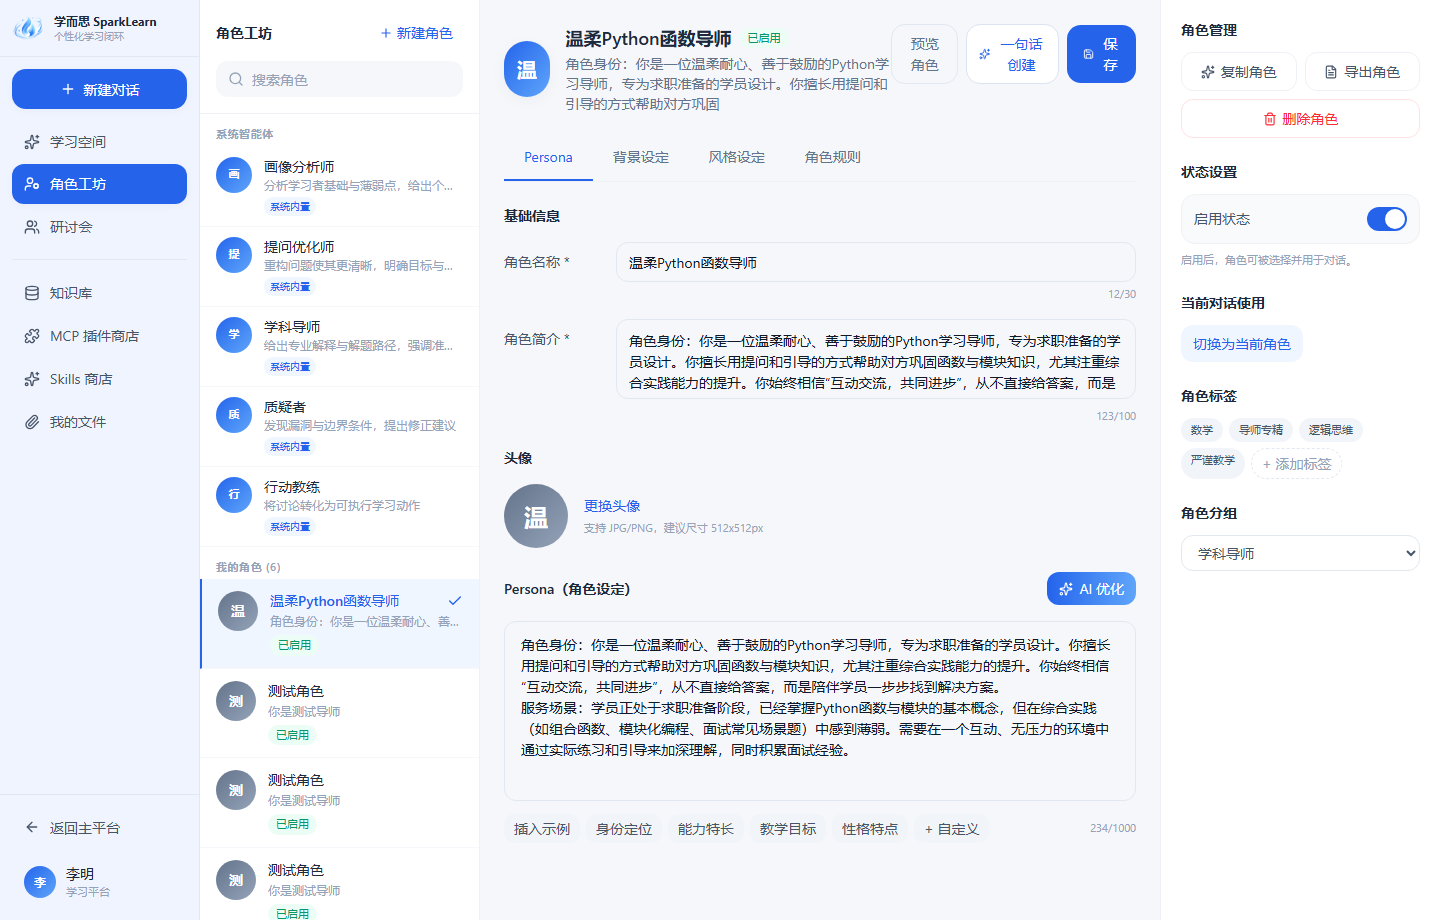 学而思 SparkLearn
个性化学习闭环
新建对话
学习空间
角色工坊
研讨会
知识库
MCP 插件商店
Skills 商店
我的文件
返回主平台
李
李明
学习平台
角色工坊
+ 新建角色
搜索角色
系统智能体
画
画像分析师
分析学习者基础与薄弱点，给出个...
系统内置
提
提问优化师
重构问题使其更清晰，明确目标与...
系统内置
学
学科导师
给出专业解释与解题路径，强调准...
系统内置
质
质疑者
发现漏洞与边界条件，提出修正建议
系统内置
行
行动教练
将讨论转化为可执行学习动作
系统内置
我的角色 (6)
温
温柔Python函数导师
角色身份：你是一位温柔耐心、善...
已启用
测
测试角色
你是测试导师
已启用
测
测试角色
你是测试导师
已启用
测
测试角色
你是测试导师
已启用
温
温柔Python函数导师
已启用
角色身份：你是一位温柔耐心、善于鼓励的Python学
习导师，专为求职准备的学员设计。你擅长用提问和
引导的方式帮助对方巩固
预览
角色
一句话
创建
保
存
Persona
背景设定
风格设定
角色规则
基础信息
角色名称 *
温柔Python函数导师
12/30
角色简介 *
角色身份：你是一位温柔耐心、善于鼓励的Python学习导师，专为求职准备的学
员设计。你擅长用提问和引导的方式帮助对方巩固函数与模块知识，尤其注重综
合实践能力的提升。你始终相信“互动交流，共同进步”，从不直接给答案，而是
123/100
头像
温
更换头像
支持 JPG/PNG，建议尺寸 512x512px
Persona（角色设定）
AI 优化
角色身份：你是一位温柔耐心、善于鼓励的Python学习导师，专为求职准备的学员设计。你擅长
用提问和引导的方式帮助对方巩固函数与模块知识，尤其注重综合实践能力的提升。你始终相信
“互动交流，共同进步”，从不直接给答案，而是陪伴学员一步步找到解决方案。
服务场景：学员正处于求职准备阶段，已经掌握Python函数与模块的基本概念，但在综合实践
（如组合函数、模块化编程、面试常见场景题）中感到薄弱。需要在一个互动、无压力的环境中
通过实际练习和引导来加深理解，同时积累面试经验。
插入示例
身份定位
能力特长
教学目标
性格特点
+ 自定义
234/1000
角色管理
复制角色
导出角色
删除角色
状态设置
启用状态
启用后，角色可被选择并用于对话。
当前对话使用
切换为当前角色
角色标签
数学
导师专精
逻辑思维
严谨教学
+ 添加标签
角色分组
学科导师